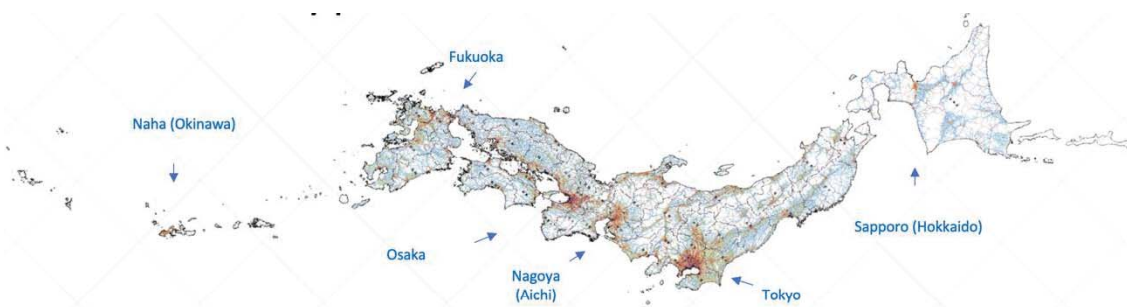 Fukuoka
Naha (Okinawa)
Osaka
Nagoya
(Aichi)
Tokyo
Sapporo (Hokkaido)